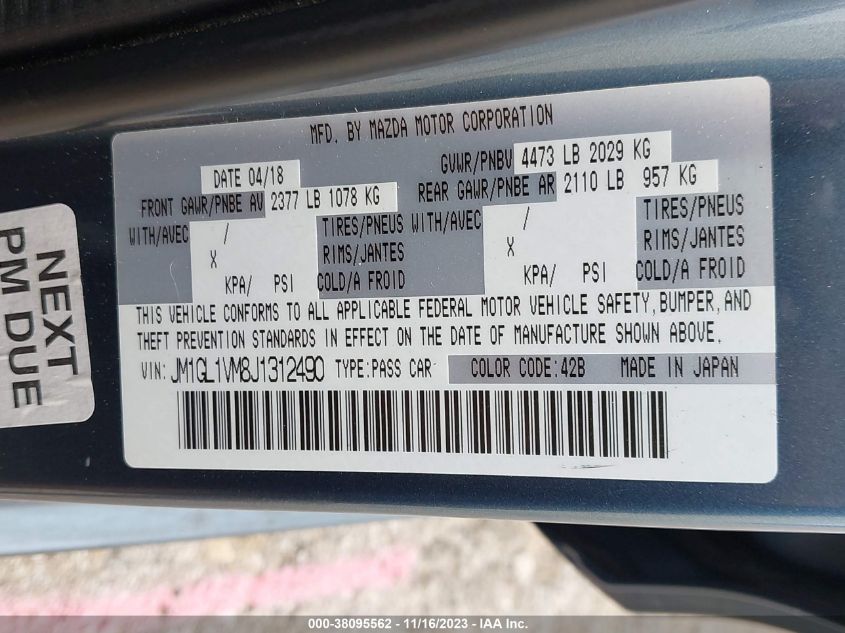 MFD. BY MAZDA MOTOR CORPORATION
DATE 04/18 GVWR/PNBV 4473 LB 2029 KG
FRONT GAWR/PNBE AV 2377 LB 1078 KG REAR GAWR/PNBE AR 2110 LB 957 KG
WITH/AVEC / TIRES/PNEUS WITH/AVEC / TIRES/PNEUS
X RIMS/JANTES X RIMS/JANTES
KPA/ PSI COLD/A FROID KPA/ PSI COLD/A FROID
THIS VEHICLE CONFORMS TO ALL APPLICABLE FEDERAL MOTOR VEHICLE SAFETY, BUMPER, AND
THEFT PREVENTION STANDARDS IN EFFECT ON THE DATE OF MANUFACTURE SHOWN ABOVE.
VIN: JM1GL1VM8J1312490 TYPE: PASS CAR COLOR CODE: 42B MADE IN JAPAN
NEXT
PM DUE
000-38095562 - 11/16/2023 - IAA Inc.